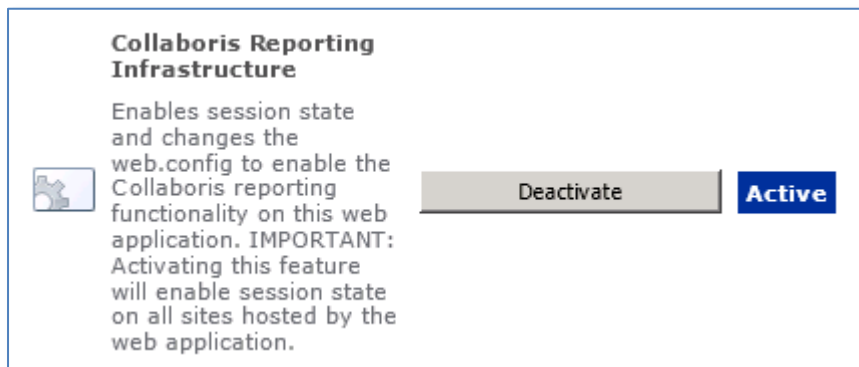 Collaboris Reporting
Infrastructure
Enables session state
and changes the
web.config to enable the
Collaboris reporting
functionality on this web
application. IMPORTANT:
Activating this feature
will enable session state
on all sites hosted by the
web application.
Deactivate
Active